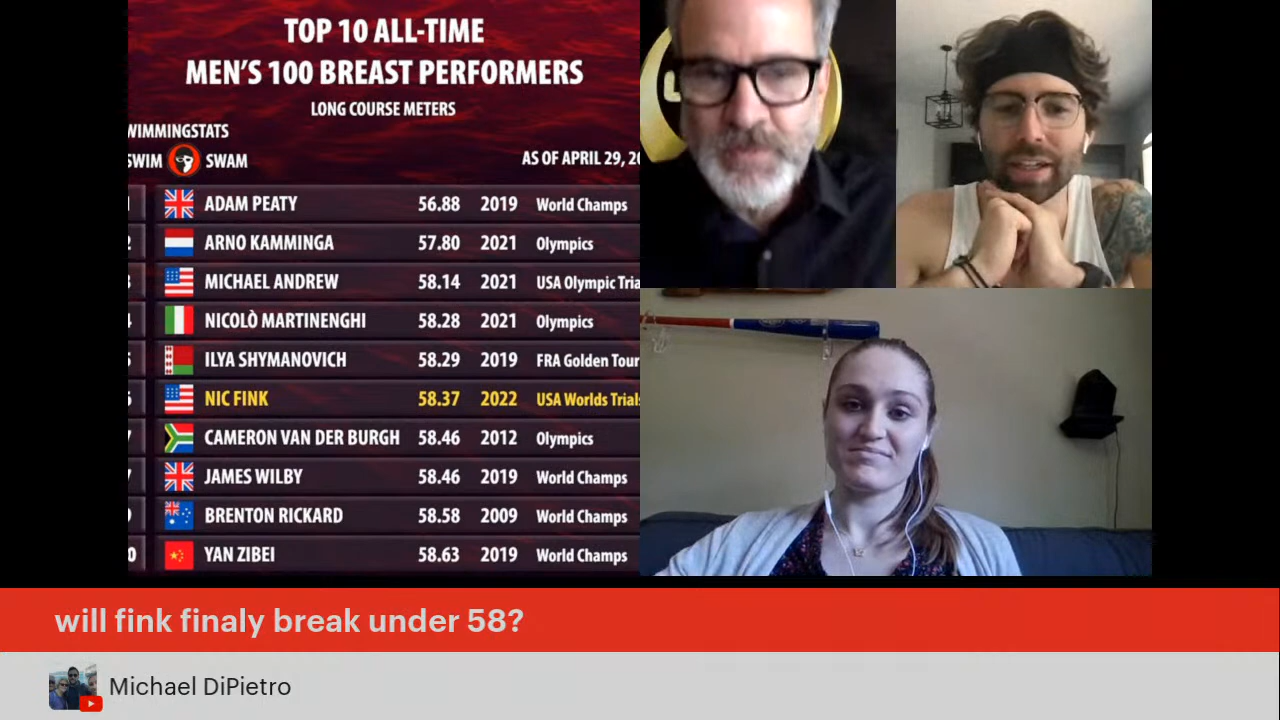 TOP 10 ALL-TIME
MEN'S 100 BREAST PERFORMERS
LONG COURSE METERS
WIMMINGSTATS
SWIM SWAM
AS OF APRIL 29, 20
ADAM PEATY 56.88 2019 World Champs
ARNO KAMMINGA 57.80 2021 Olympics
MICHAEL ANDREW 58.14 2021 USA Olympic Tria
NICOLÒ MARTINENGHI 58.28 2021 Olympics
ILYA SHYMANOVICH 58.29 2019 FRA Golden Tour
NIC FINK 58.37 2022 USA Worlds Trials
CAMERON VAN DER BURGH 58.46 2012 Olympics
JAMES WILBY 58.46 2019 World Champs
BRENTON RICKARD 58.58 2009 World Champs
0 YAN ZIBEI 58.63 2019 World Champs
will fink finaly break under 58?
Michael DiPietro